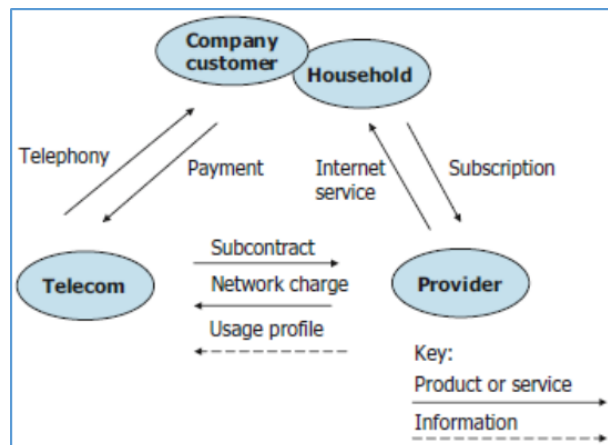 Company
customer
Household
Telephony
Payment
Internet
service
Subscription
Telecom
Subcontract
Network charge
Usage profile
Provider
Key:
Product or service
Information